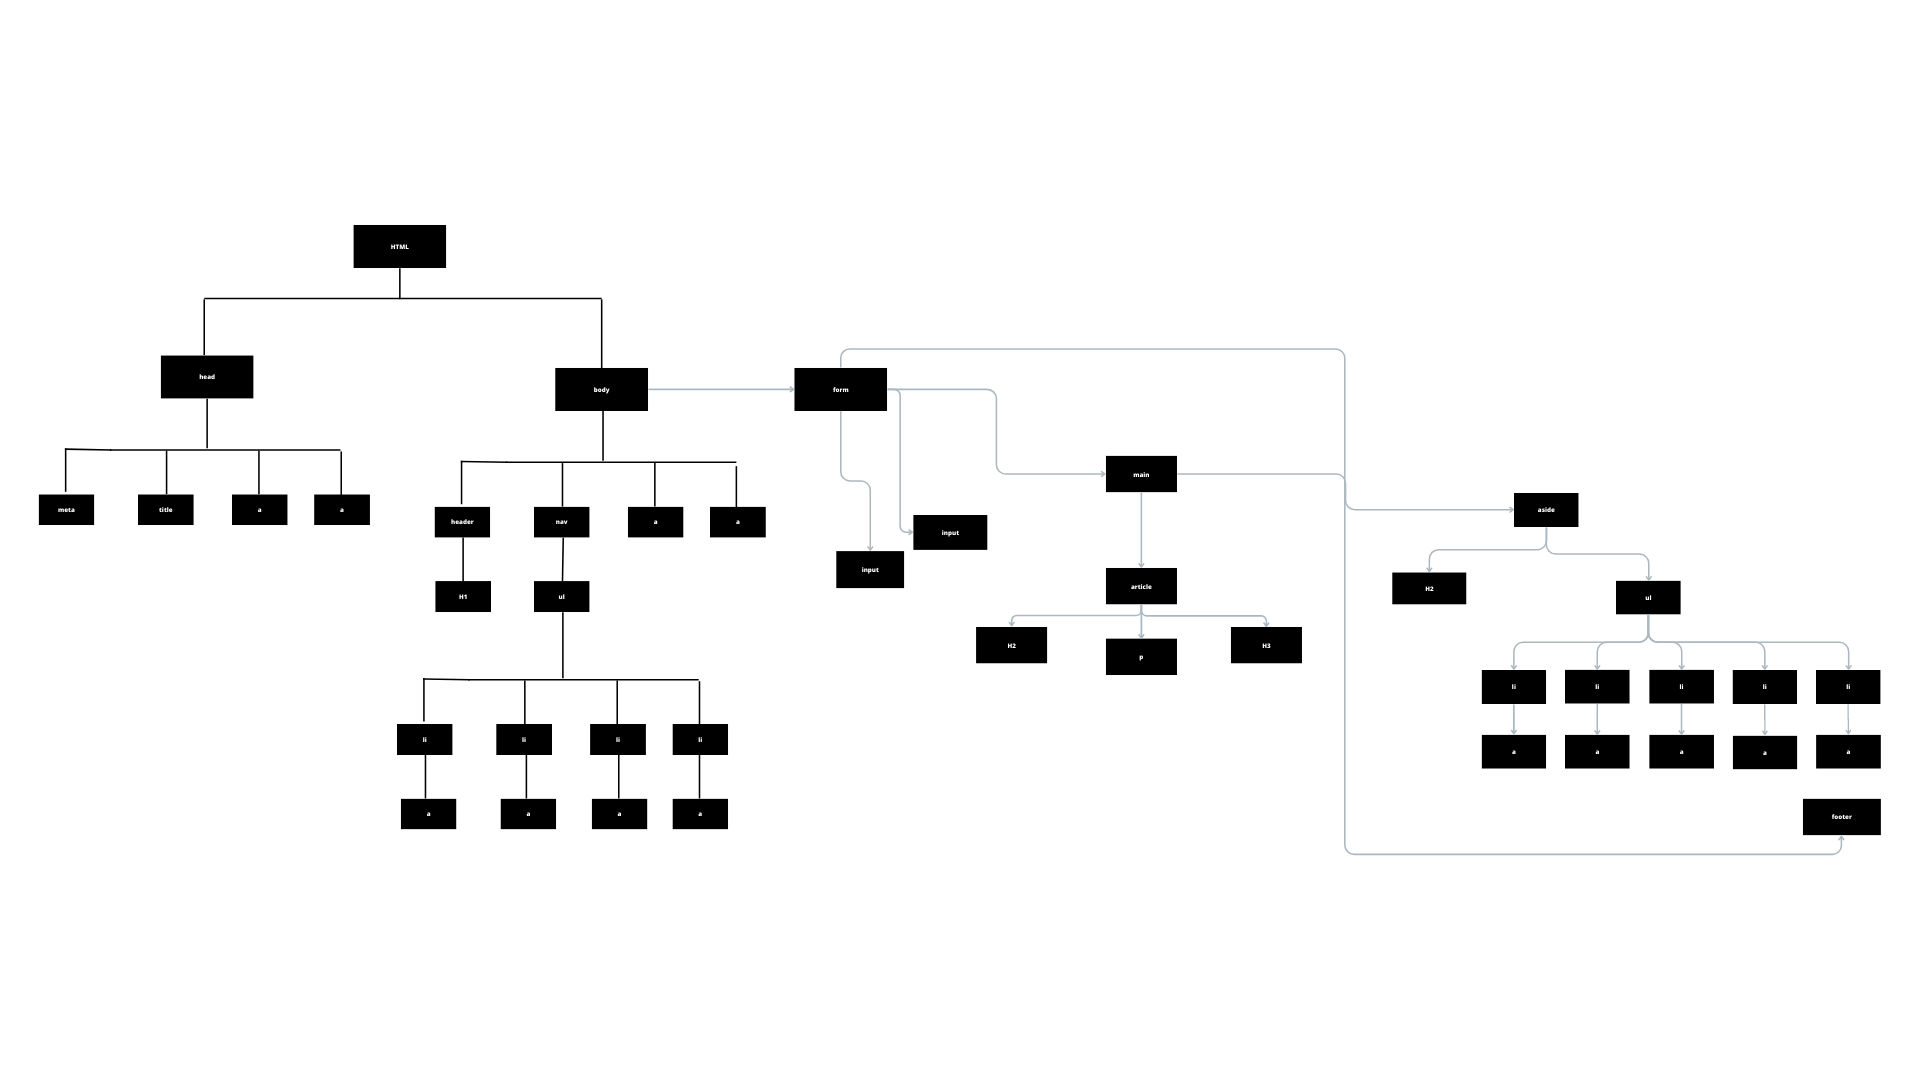 HTML
head
body
form
main
aside
meta
title
a
a
header
nav
a
a
input
input
H1
ul
article
H2
ul
H2
P
H3
li
li
li
li
li
li
li
li
li
a
a
a
a
a
a
a
a
a
footer